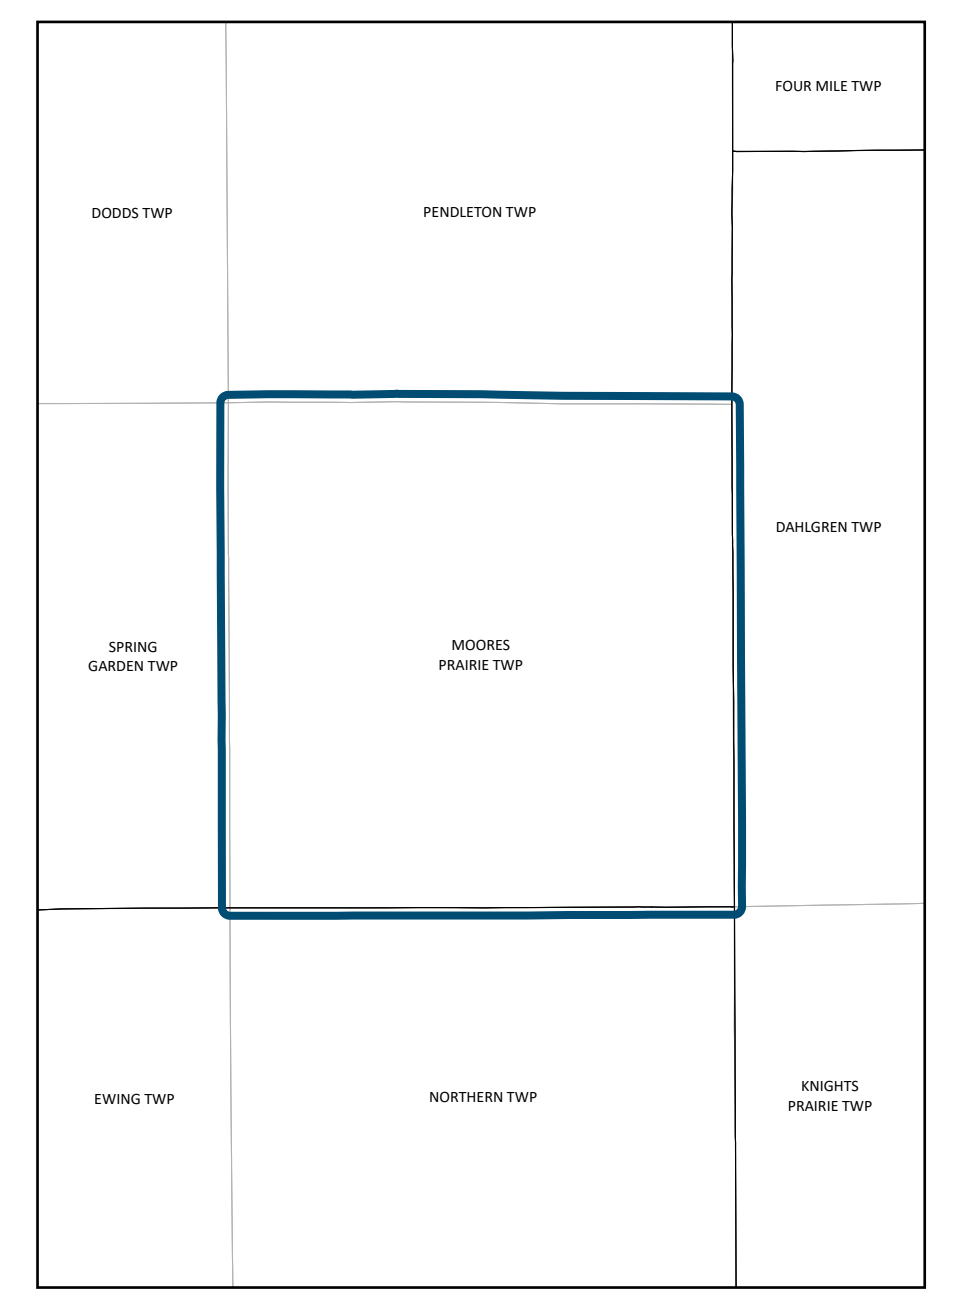 FOUR MILE TWP
DODDS TWP
PENDLETON TWP
DAHLGREN TWP
SPRING
GARDEN TWP
MOORES
PRAIRIE TWP
EWING TWP
NORTHERN TWP
KNIGHTS
PRAIRIE TWP